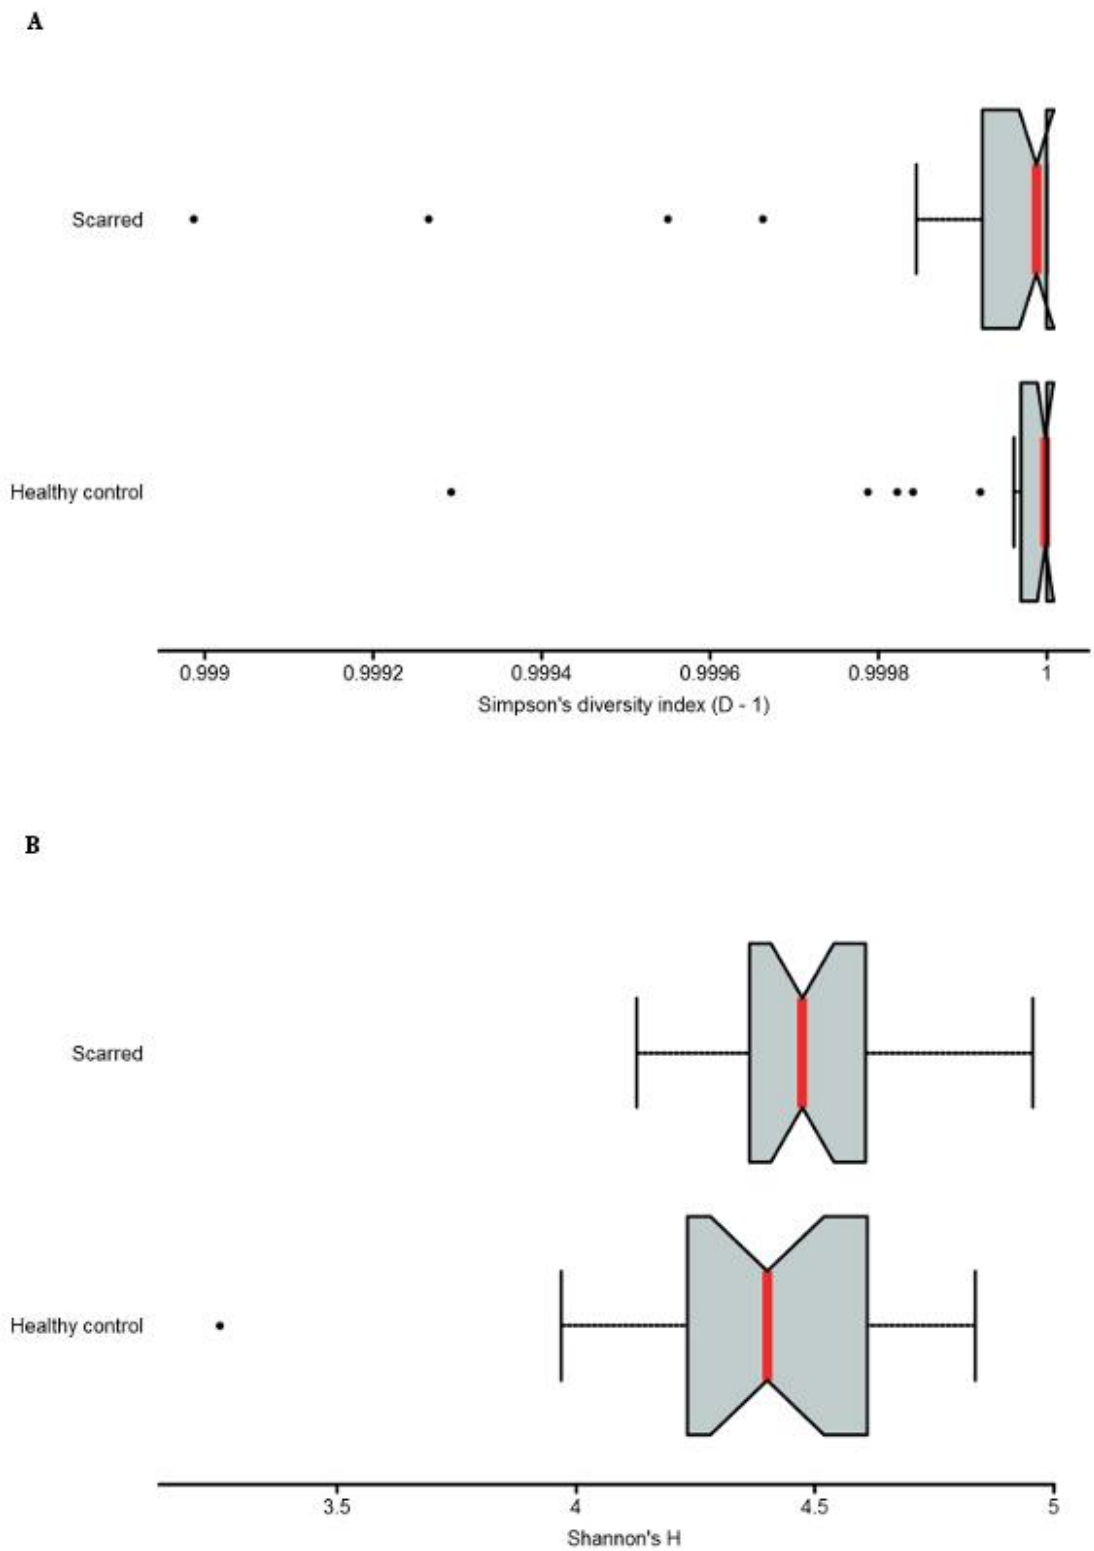 A
Scarred
Healthy control
0.999 0.9992 0.9994 0.9996 0.9998 1
Simpson's diversity index (D - 1)
B
Scarred
Healthy control
3.5 4 4.5 5
Shannon's H